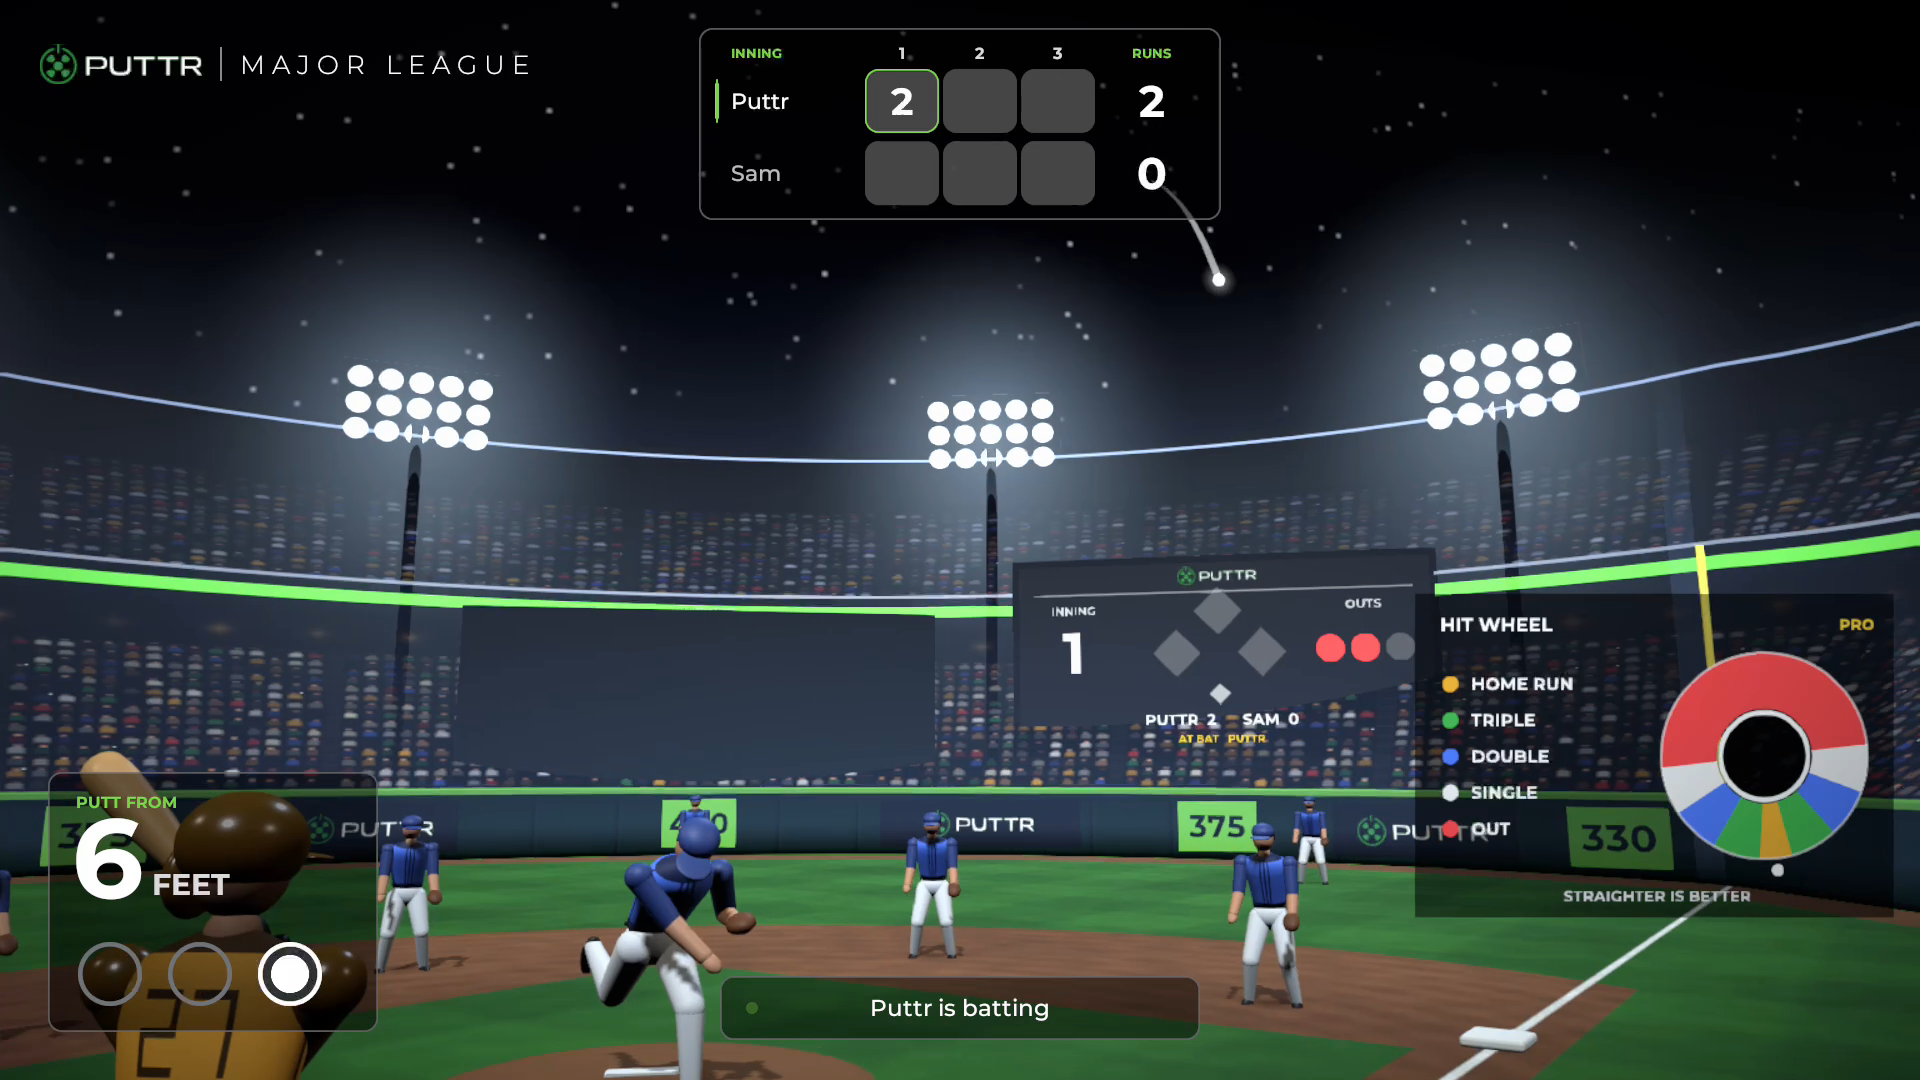 PUTTR | MAJOR LEAGUE
INNING 1 2 3 RUNS
Puttr 2 2
Sam 0
PUTTR
INNING OUTS
1
PUTTR 2 SAM 0
AT BAT PUTTR
HIT WHEEL PRO
HOME RUN
TRIPLE
DOUBLE
SINGLE
OUT
STRAIGHTER IS BETTER
PUTT FROM
6 FEET
PUTTR
PUTTR
375
PUTTR
330
27
Puttr is batting